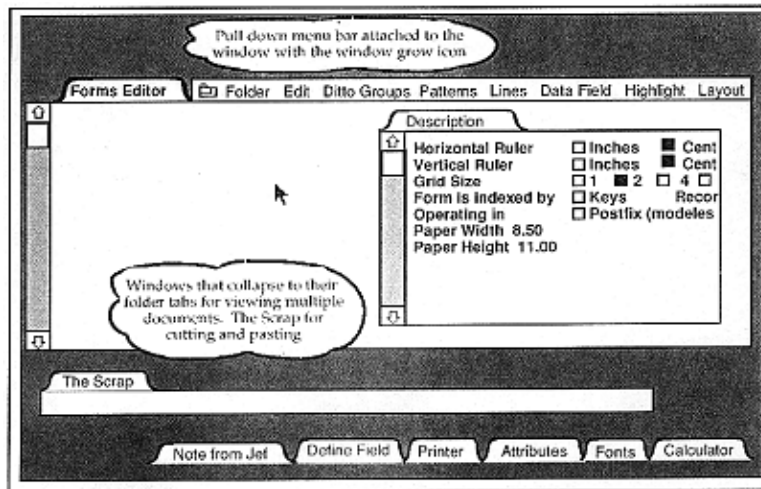 Pull down menu bar attached to the
window with the window grow icon
Forms Editor Folder Edit Ditto Groups Patterns Lines Data Field Highlight Layout
Description
Horizontal Ruler Inches Cent
Vertical Ruler Inches Cent
Grid Size 1 2 4
Form is indexed by Keys Recor
Operating in Postfix (modeles
Paper Width 8.50
Paper Height 11.00
Windows that collapse to their
folder tabs for viewing multiple
documents. The Scrap for
cutting and pasting
The Scrap
Note from Jef Define Field Printer Attributes Fonts Calculator